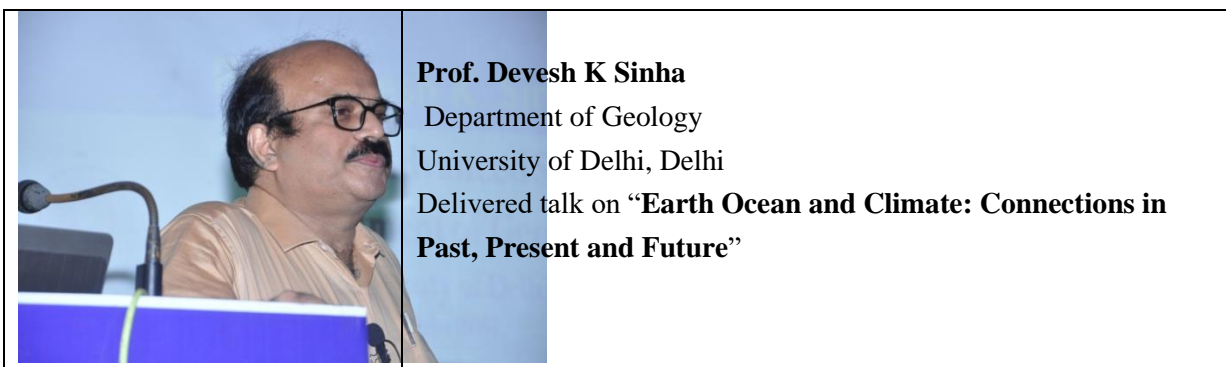 Prof. Devesh K Sinha
Department of Geology
University of Delhi, Delhi
Delivered talk on “Earth Ocean and Climate: Connections in
Past, Present and Future”